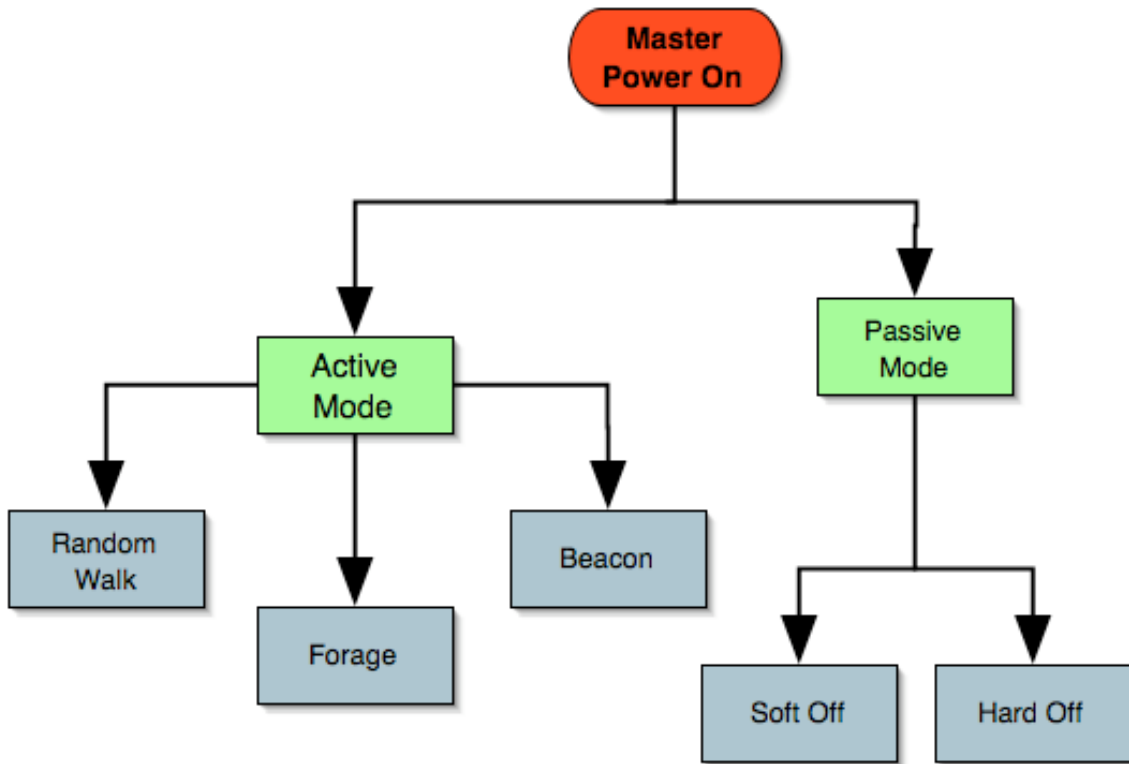 Master
Power On
Active
Mode
Passive
Mode
Random
Walk
Forage
Beacon
Soft Off
Hard Off